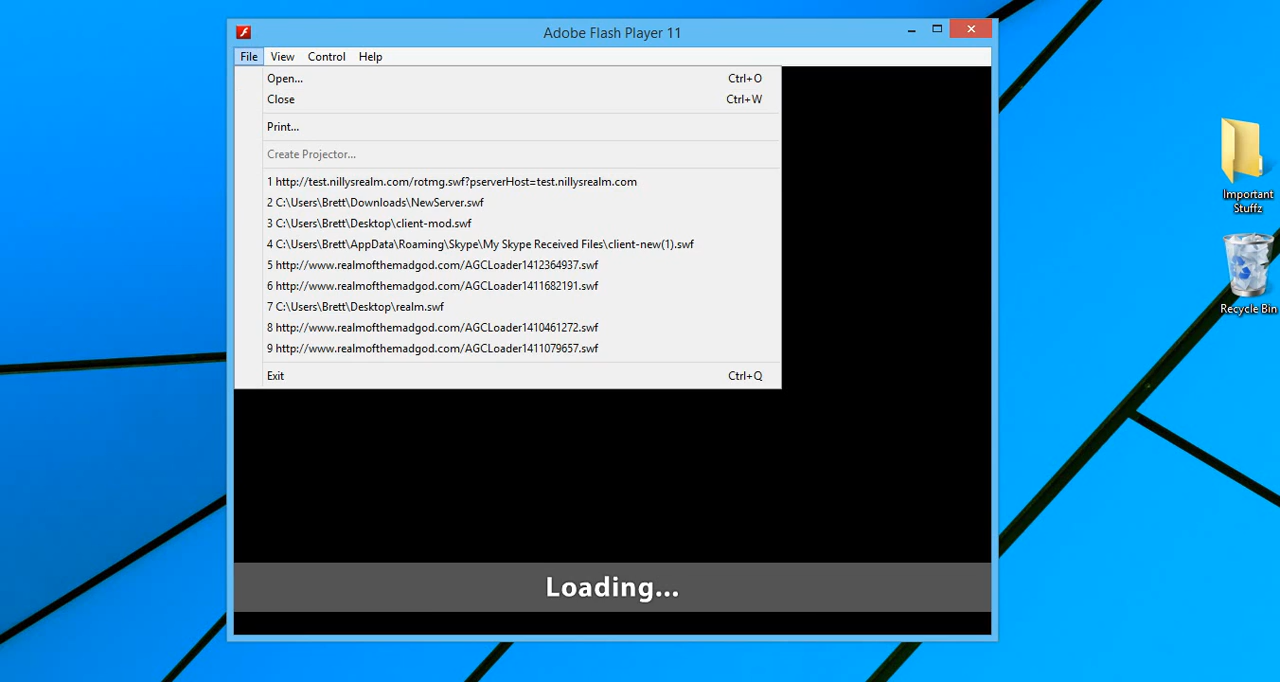 Adobe Flash Player 11
File View Control Help
Open... Ctrl+O
Close Ctrl+W
Print...
Create Projector...
1 http://test.nillysrealm.com/rotmg.swf?pserverHost=test.nillysrealm.com
2 C:\Users\Brett\Downloads\NewServer.swf
3 C:\Users\Brett\Desktop\client-mod.swf
4 C:\Users\Brett\AppData\Roaming\Skype\My Skype Received Files\client-new(1).swf
5 http://www.realmofthemadgod.com/AGCLoader1412364937.swf
6 http://www.realmofthemadgod.com/AGCLoader1411682191.swf
7 C:\Users\Brett\Desktop\realm.swf
8 http://www.realmofthemadgod.com/AGCLoader1410461272.swf
9 http://www.realmofthemadgod.com/AGCLoader1411079657.swf
Exit Ctrl+Q
Loading...
Important
Stuffz
Recycle Bin